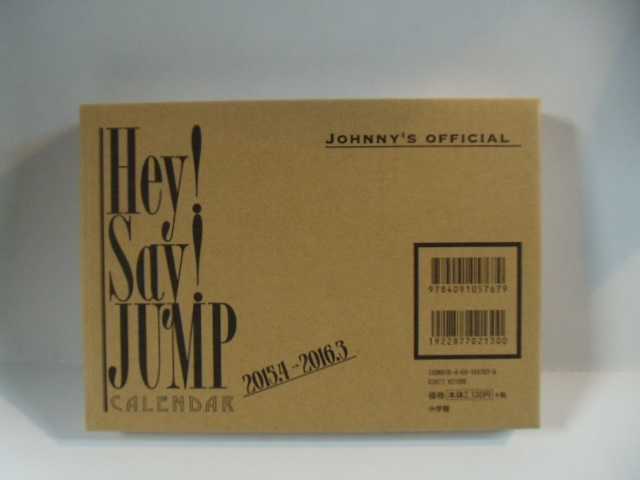 Hey!
Say!
JUMP
CALENDAR
2015.4-2016.3
JOHNNY'S OFFICIAL
9784091057679
1922877021300
小学館